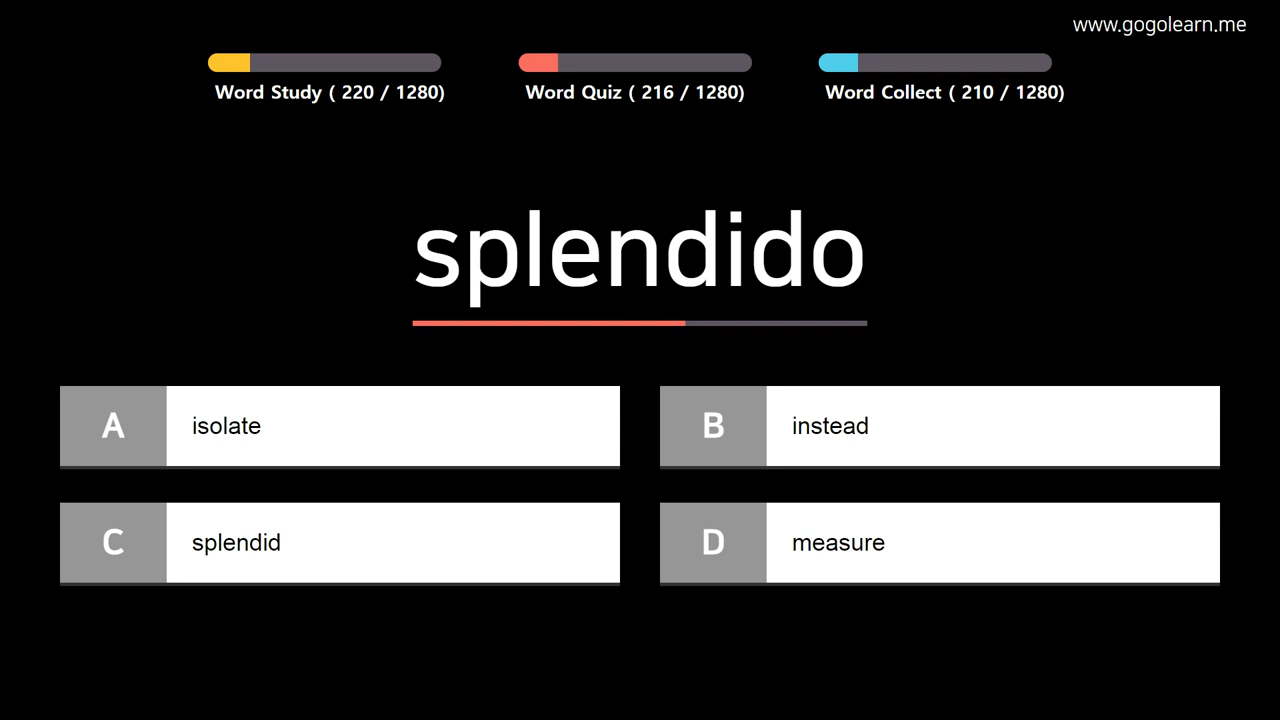 www.gogolearn.me
Word Study ( 220 / 1280)
Word Quiz ( 216 / 1280)
Word Collect ( 210 / 1280)
splendido
A isolate
B instead
C splendid
D measure